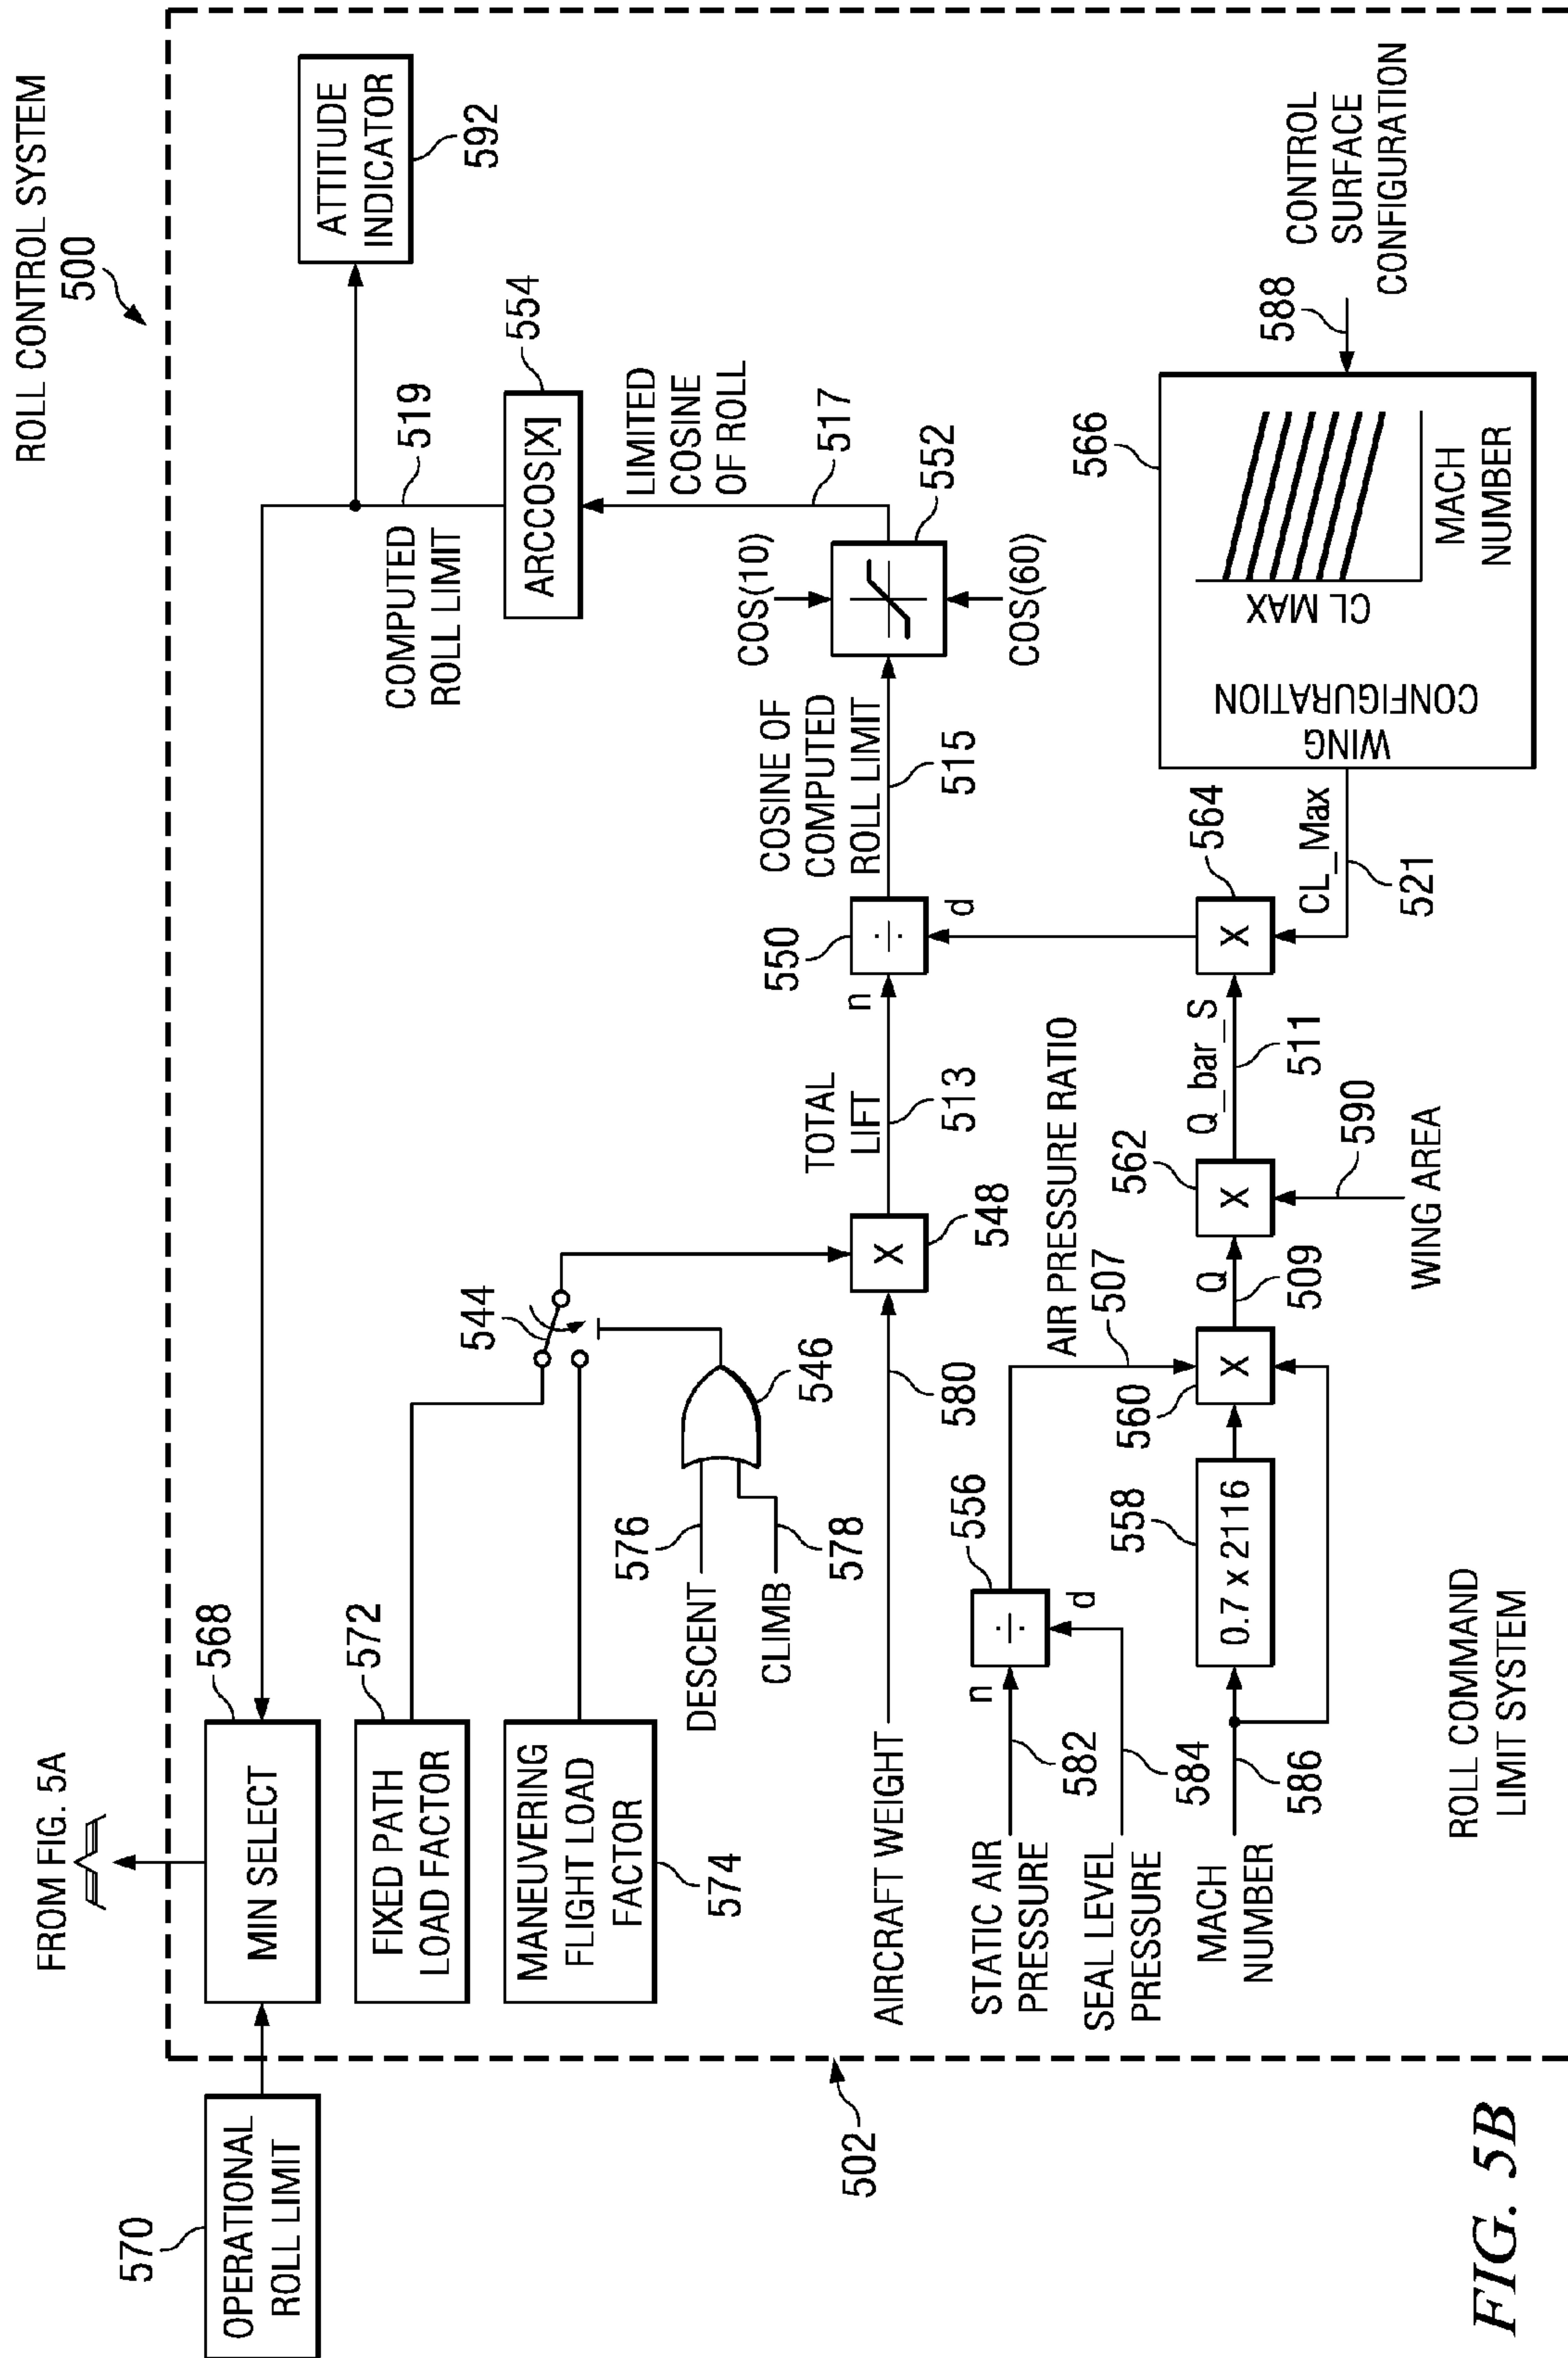 ROLL CONTROL SYSTEM
500
FROM FIG. 5A
570
OPERATIONAL
ROLL LIMIT
568
MIN SELECT
572
FIXED PATH
LOAD FACTOR
MANEUVERING
FLIGHT LOAD
FACTOR
574
544
576
DESCENT
CLIMB
578
546
AIRCRAFT WEIGHT
580
X
548
TOTAL
LIFT
513
n
550
÷
d
COSINE OF
COMPUTED
ROLL LIMIT
515
COS(10)
COS(60)
552
LIMITED
COSINE
OF ROLL
517
ARCCOS[X]
554
COMPUTED
ROLL LIMIT
519
ATTITUDE
INDICATOR
592
502
STATIC AIR
PRESSURE
582
n
556
÷
d
SEAL LEVEL
PRESSURE
584
AIR PRESSURE RATIO
507
MACH
NUMBER
586
558
0.7 x 2116
560
X
Q
509
562
X
WING AREA
590
Q_bar_S
511
564
X
CL_Max
521
566
WING
CONFIGURATION
CL MAX
MACH
NUMBER
588
CONTROL
SURFACE
CONFIGURATION
ROLL COMMAND
LIMIT SYSTEM
FIG. 5B